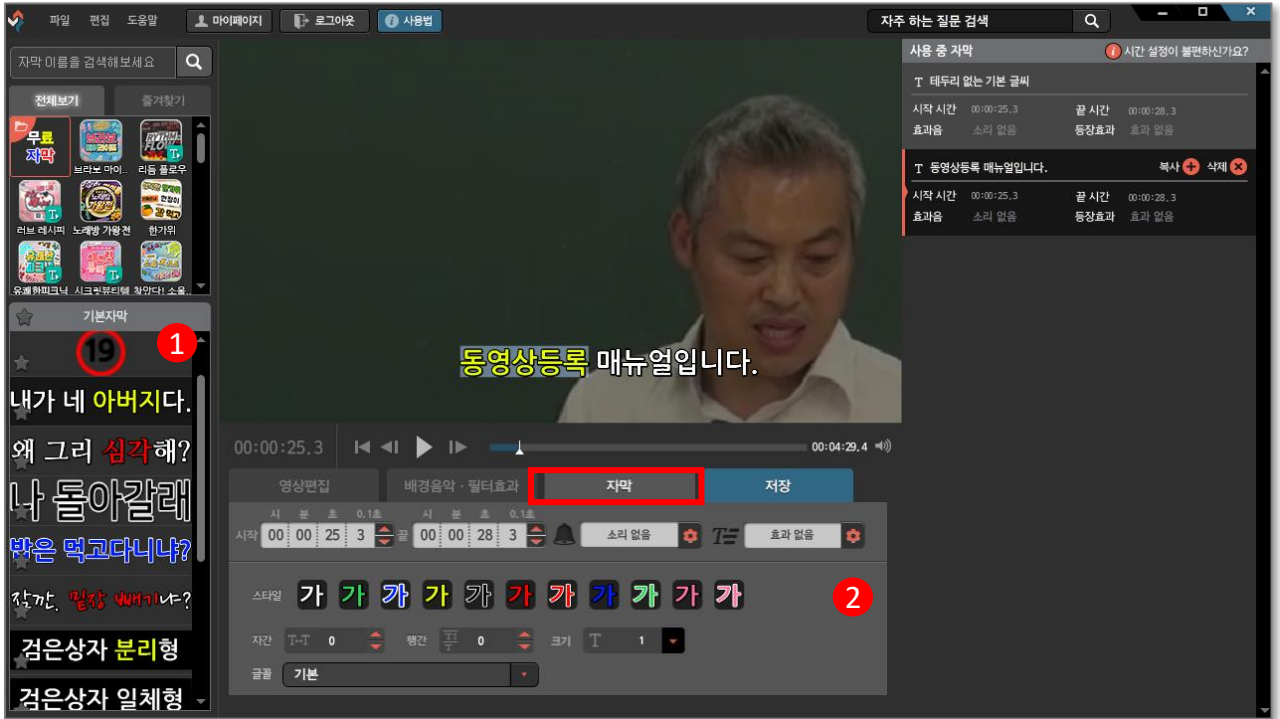 파일 편집 도움말 마이페이지 로그아웃 사용법 자주 하는 질문 검색
자막 이름을 검색해보세요
전체보기 즐겨찾기
무료
자막
브라보 마이.. 리듬 플로우
러브 레시피 노래방 가왕전 한가위
유쾌한피크닉 시크릿뷰티템 찾았다! 소울..
기본자막
1
19
내가 네 아버지다.
왜 그리 심각해?
나 돌아갈래
밥은 먹고다니냐?
잠깐, 밑장 빼기냐?
검은상자 분리형
검은상자 일체형
동영상등록 매뉴얼입니다.
00:00:25.3 00:04:29.4
영상편집 배경음악 · 필터효과 자막 저장
시 분 초 0.1초 시 분 초 0.1초
시작 00 00 25 3 끝 00 00 28 3 소리 없음 효과 없음
스타일 가 가 가 가 가 가 가 가 가 가 가
2
자간 T↔T 0 행간 0 크기 T 1
글꼴 기본
사용 중 자막 시간 설정이 불편하신가요?
T 테두리 없는 기본 글씨
시작 시간 00:00:25.3 끝 시간 00:00:28.3
효과음 소리 없음 등장효과 효과 없음
T 동영상등록 매뉴얼입니다. 복사 삭제
시작 시간 00:00:25.3 끝 시간 00:00:28.3
효과음 소리 없음 등장효과 효과 없음